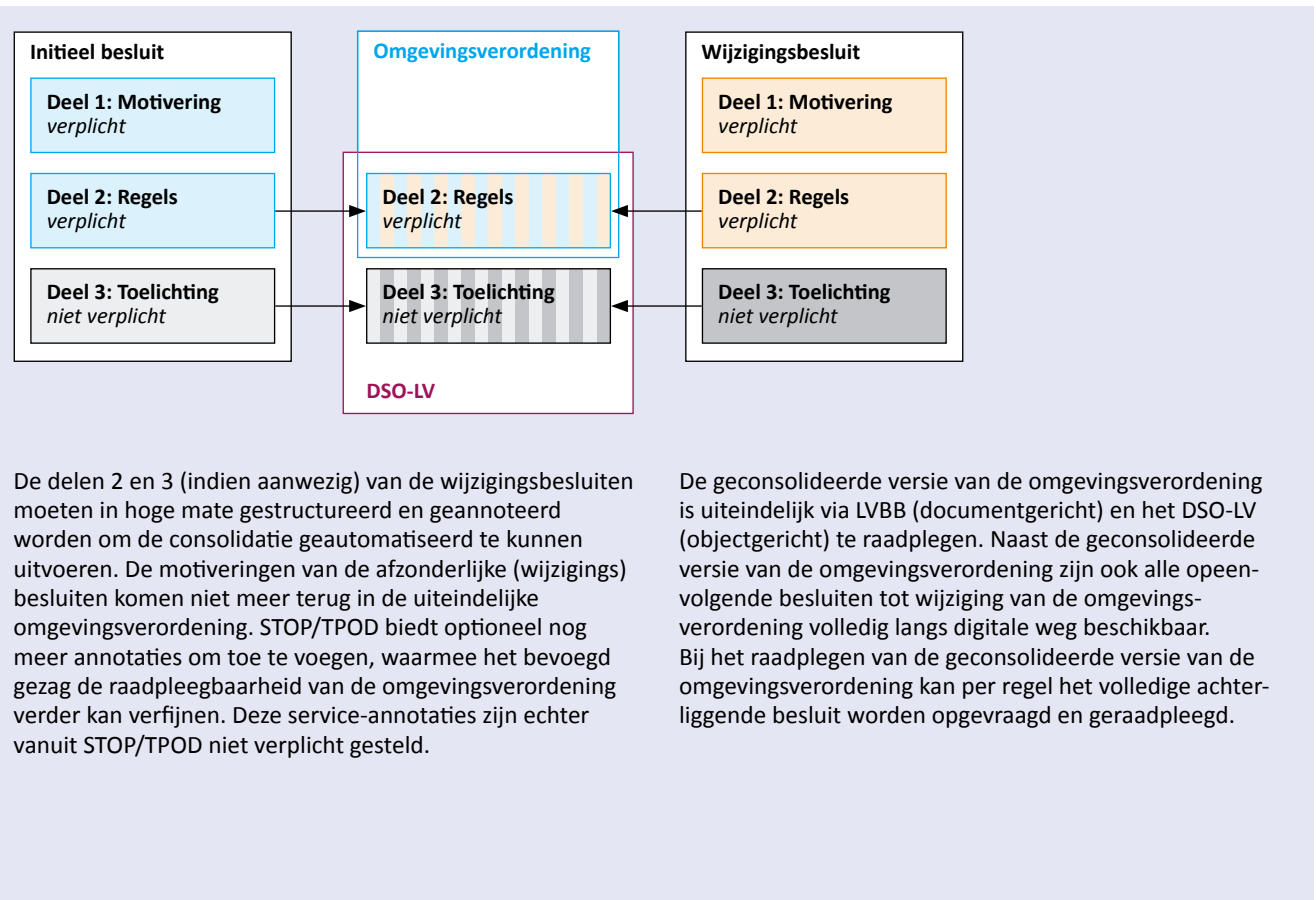 Initieel besluit
Deel 1: Motivering
verplicht
Deel 2: Regels
verplicht
Deel 3: Toelichting
niet verplicht
Omgevingsverordening
Deel 2: Regels
verplicht
Deel 3: Toelichting
niet verplicht
DSO-LV
Wijzigingsbesluit
Deel 1: Motivering
verplicht
Deel 2: Regels
verplicht
Deel 3: Toelichting
niet verplicht
De delen 2 en 3 (indien aanwezig) van de wijzigingsbesluiten
moeten in hoge mate gestructureerd en geannoteerd
worden om de consolidatie geautomatiseerd te kunnen
uitvoeren. De motiveringen van de afzonderlijke (wijzigings)
besluiten komen niet meer terug in de uiteindelijke
omgevingsverordening. STOP/TPOD biedt optioneel nog
meer annotaties om toe te voegen, waarmee het bevoegd
gezag de raadpleegbaarheid van de omgevingsverordening
verder kan verfijnen. Deze service-annotaties zijn echter
vanuit STOP/TPOD niet verplicht gesteld.
De geconsolideerde versie van de omgevingsverordening
is uiteindelijk via LVBB (documentgericht) en het DSO-LV
(objectgericht) te raadplegen. Naast de geconsolideerde
versie van de omgevingsverordening zijn ook alle opeen-
volgende besluiten tot wijziging van de omgevings-
verordening volledig langs digitale weg beschikbaar.
Bij het raadplegen van de geconsolideerde versie van de
omgevingsverordening kan per regel het volledige achter-
liggende besluit worden opgevraagd en geraadpleegd.